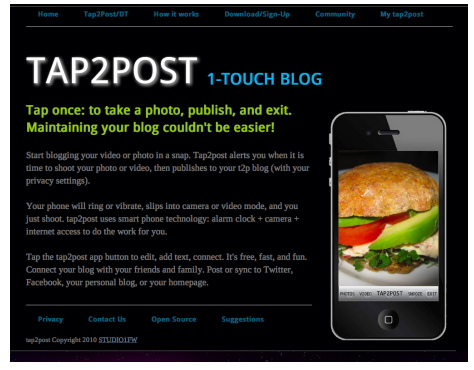 Home Tap2Post/DT How it works Download/Sign-Up Community My tap2post
TAP2POST 1-TOUCH BLOG
Tap once: to take a photo, publish, and exit.
Maintaining your blog couldn't be easier!
Start blogging your video or photo in a snap. Tap2post alerts you when it is
time to shoot your photo or video, then publishes to your t2p blog (with your
privacy settings).
Your phone will ring or vibrate, slips into camera or video mode, and you
just shoot. tap2post uses smart phone technology: alarm clock + camera +
internet access to do the work for you.
Tap the tap2post app button to edit, add text, connect. It's free, fast, and fun.
Connect your blog with your friends and family. Post or sync to Twitter,
Facebook, your personal blog, or your homepage.
PHOTOS VIDEO TAP2POST SNOOZE EXIT
Privacy Contact Us Open Source Suggestions
tap2post Copyright 2010 STUDIO1FW